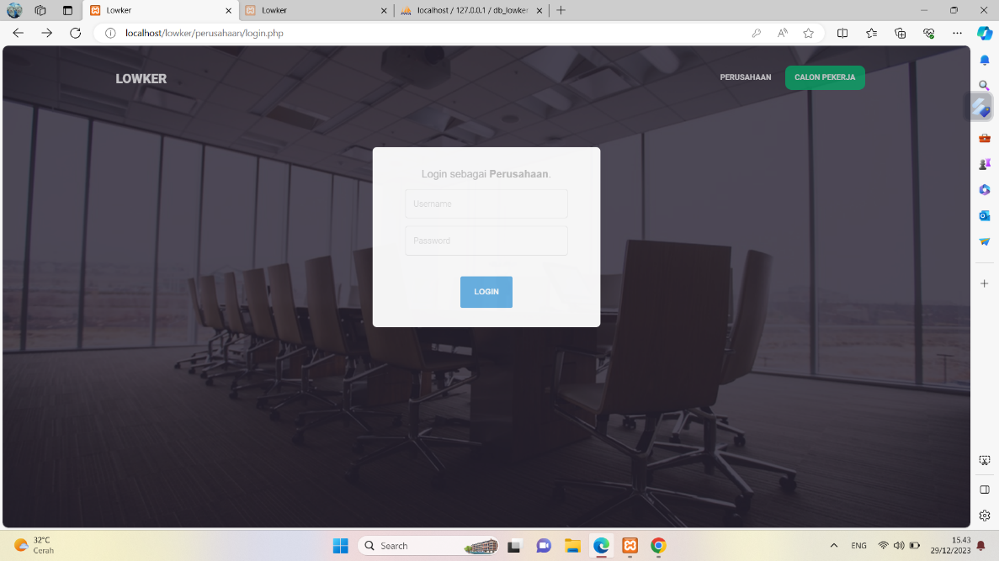 Lowker
Lowker
localhost / 127.0.0.1 / db_lowker
localhost/lowker/perusahaan/login.php
LOWKER
PERUSAHAAN
CALON PEKERJA
Login sebagai Perusahaan.
Username
Password
LOGIN
32°C
Cerah
Search
ENG
15.43
29/12/2023